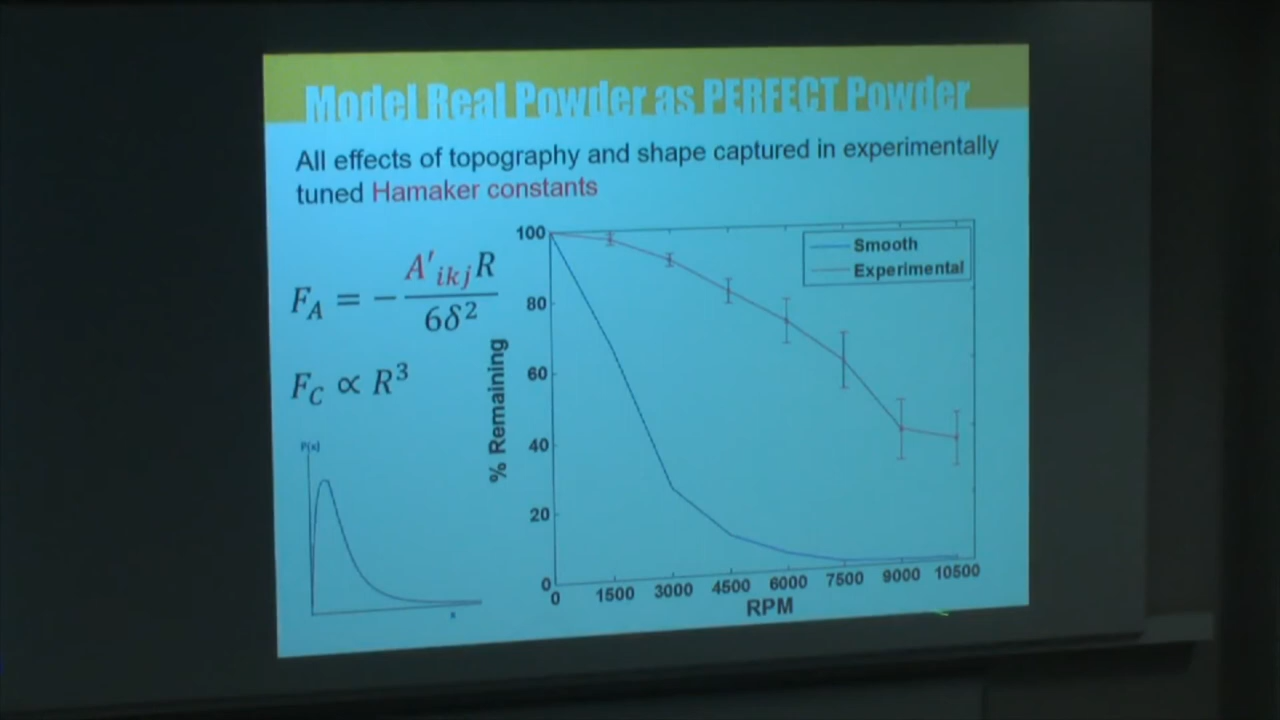 Model Real Powder as PERFECT Powder
All effects of topography and shape captured in experimentally
tuned Hamaker constants
F_A = − A′_ikj R / 6δ²
F_C ∝ R³
P(x)
x
% Remaining
100
80
60
40
20
0
Smooth
Experimental
0 1500 3000 4500 6000 7500 9000 10500
RPM